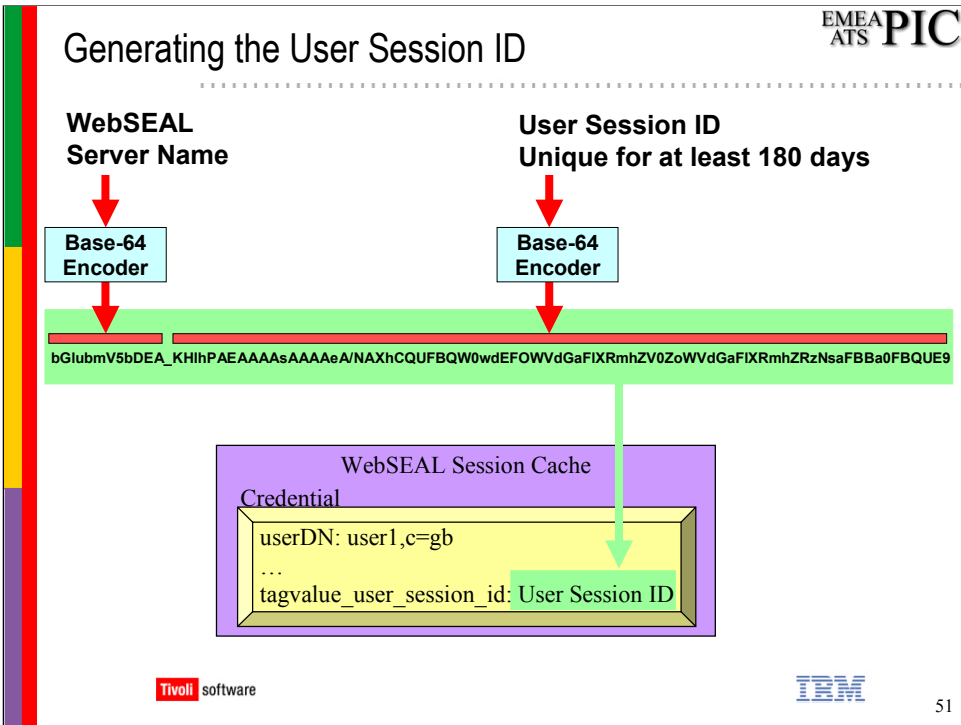 Generating the User Session ID
EMEA
ATS PIC
WebSEAL
Server Name
User Session ID
Unique for at least 180 days
Base-64
Encoder
Base-64
Encoder
bGlubmV5bDEA_KHlhPAEAAAAsAAAAeA/NAXhCQUFBQW0wdEFOWVdGaFlXRmhZV0ZoWVdGaFlXRmhZRzNsaFBBa0FBQUE9
WebSEAL Session Cache
Credential
userDN: user1,c=gb
…
tagvalue_user_session_id: User Session ID
Tivoli software
IBM
51